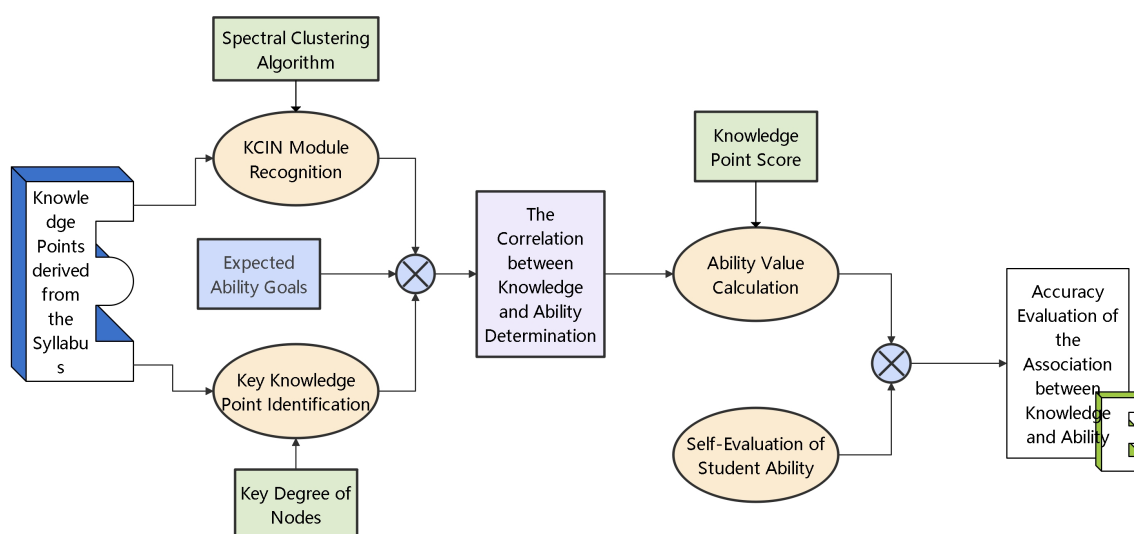 Spectral Clustering
Algorithm
KCIN Module
Recognition
Knowle
dge
Points
derived
from
the
Syllabu
s
Expected
Ability Goals
Key Knowledge
Point Identification
Key Degree of
Nodes
The
Correlation
between
Knowledge
and Ability
Determination
Knowledge
Point Score
Ability Value
Calculation
Self-Evaluation of
Student Ability
Accuracy
Evaluation of
the
Association
between
Knowledge
and Ability